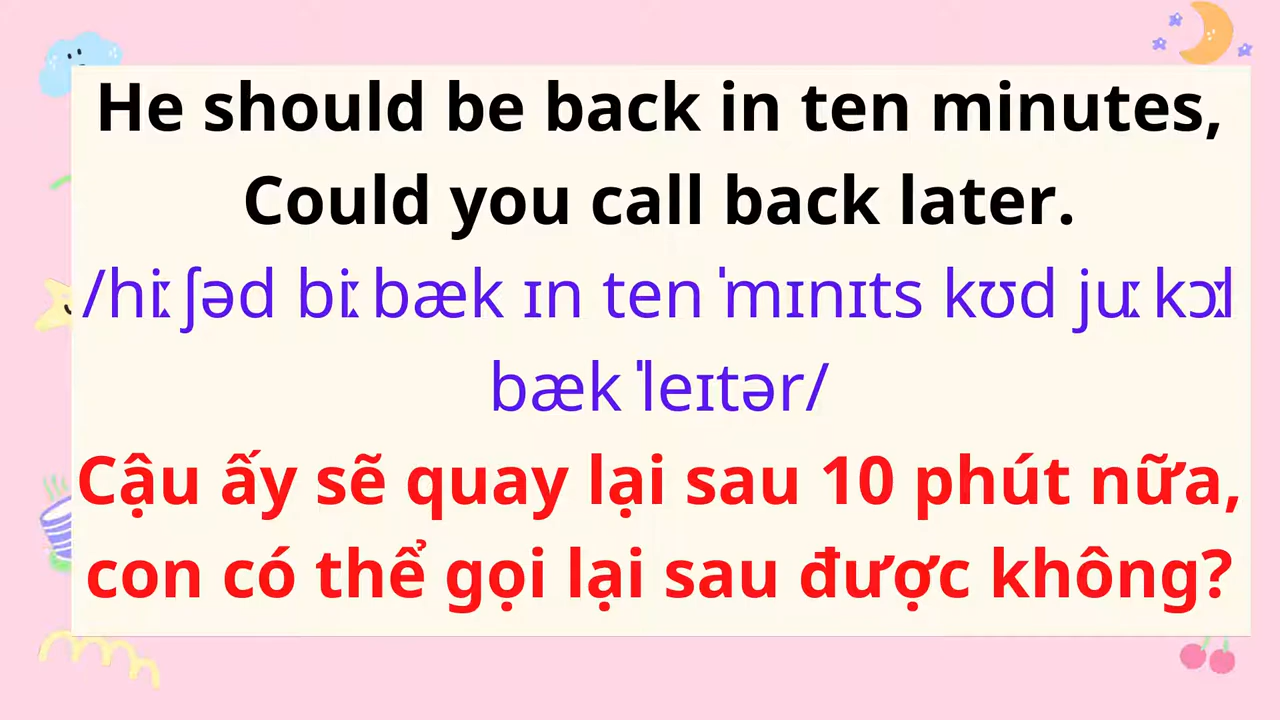 He should be back in ten minutes,
Could you call back later.
/hiː ʃəd biː bæk ɪn ten ˈmɪnɪts kʊd juː kɔːl
bæk ˈleɪtər/
Cậu ấy sẽ quay lại sau 10 phút nữa,
con có thể gọi lại sau được không?